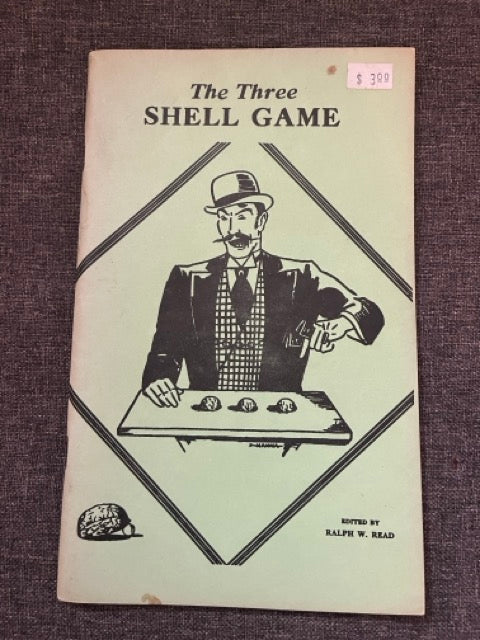 $ 3.00
The Three
SHELL GAME
EDITED BY
RALPH W. READ